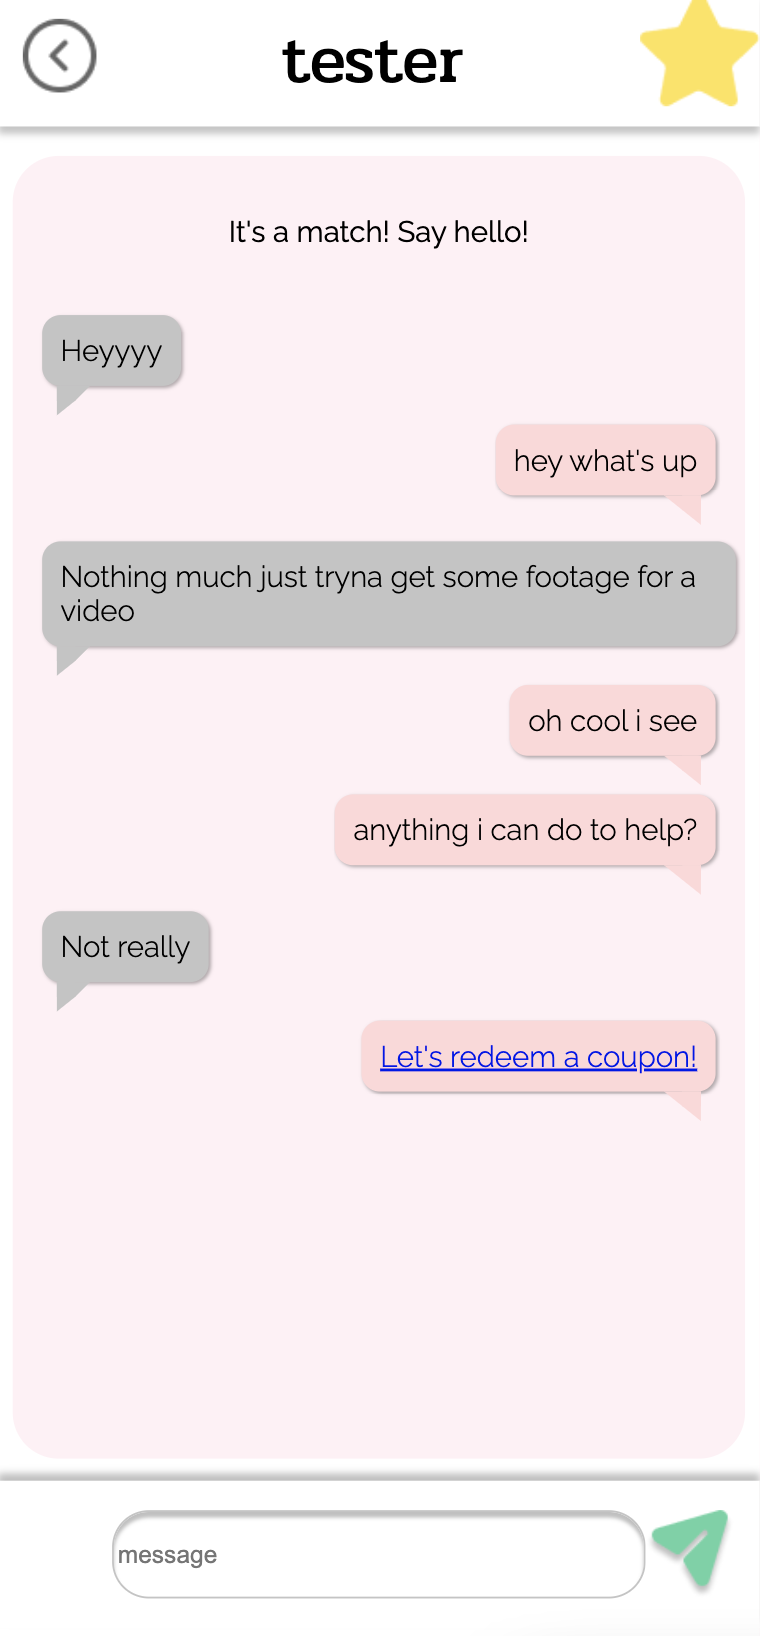 tester
It's a match! Say hello!
Heyyyy
hey what's up
Nothing much just tryna get some footage for a
video
oh cool i see
anything i can do to help?
Not really
Let's redeem a coupon!
message